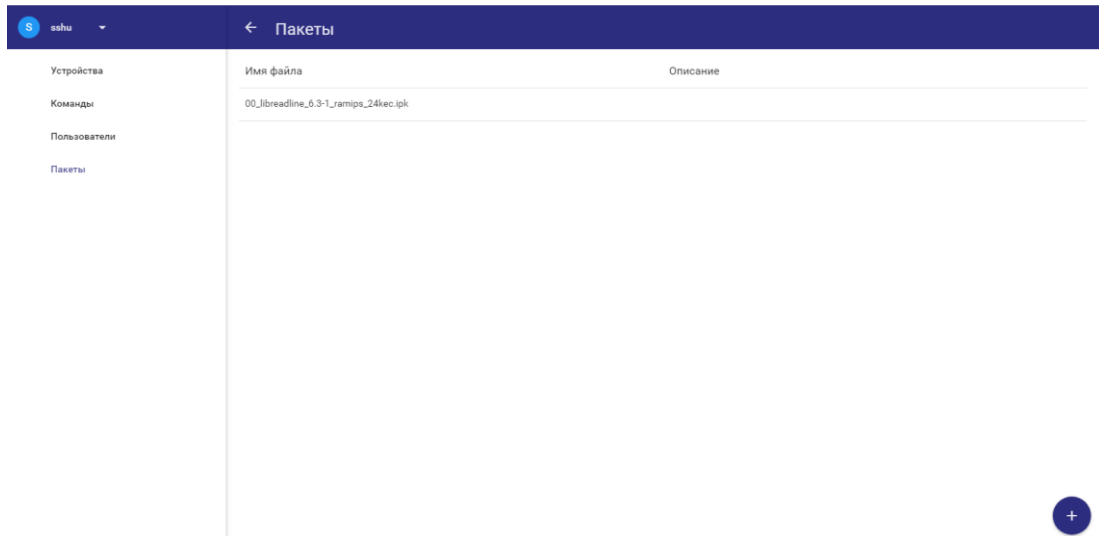 S sshu
← Пакеты
Устройства
Команды
Пользователи
Пакеты
Имя файла Описание
00_libreadline_6.3-1_ramips_24kec.ipk
+